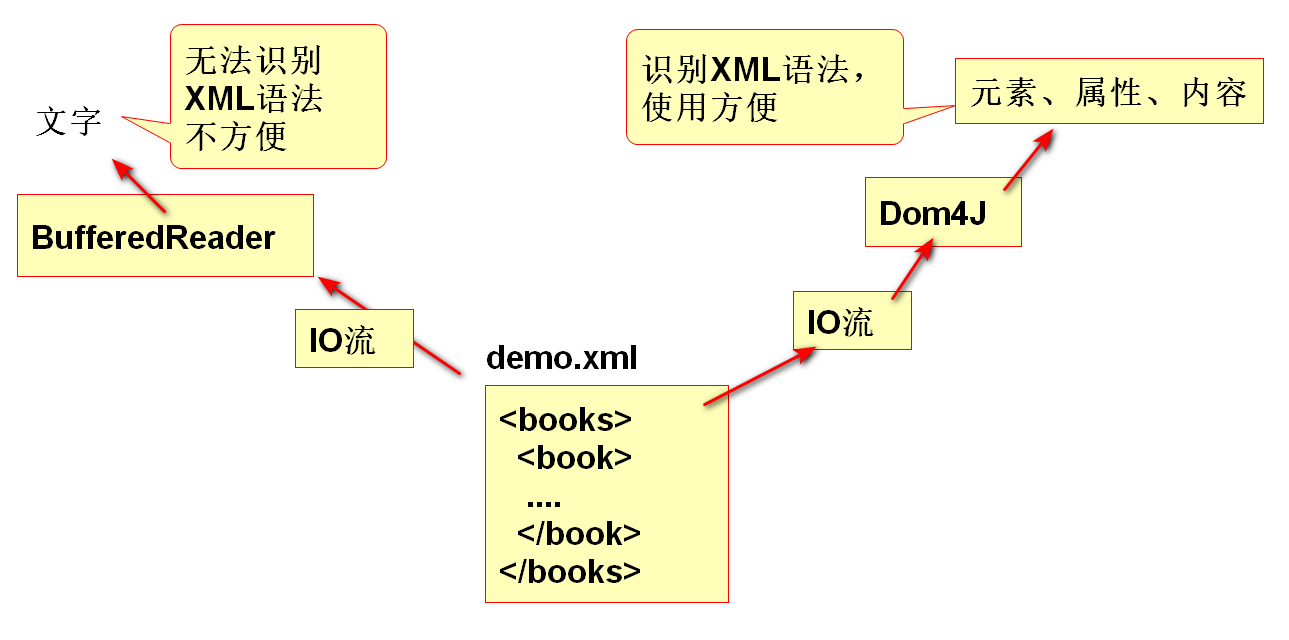 无法识别
XML语法
不方便
文字
BufferedReader
IO流
识别XML语法，
使用方便
元素、属性、内容
Dom4J
IO流
demo.xml
<books>
<book>
....
</book>
</books>